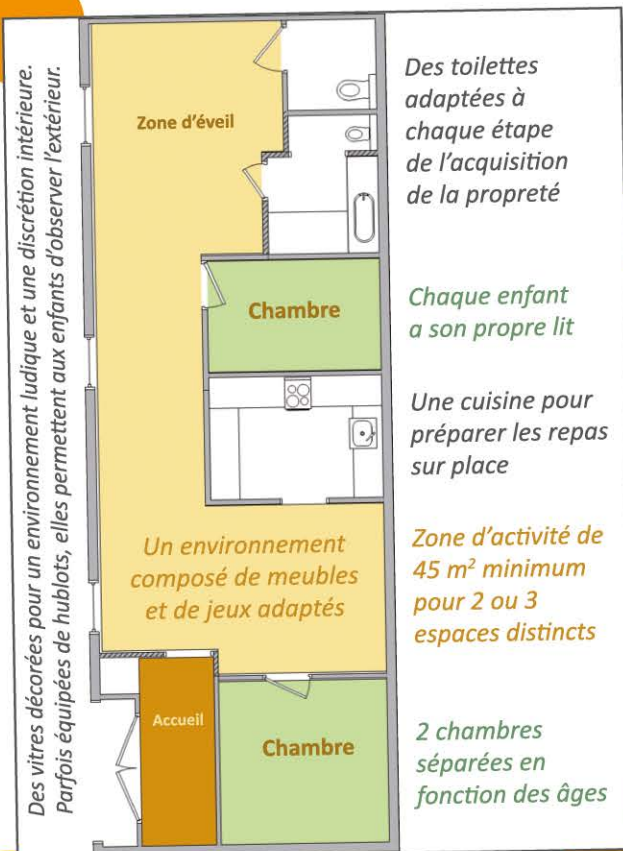 Des vitres décorées pour un environnement ludique et une discrétion intérieure.
Parfois équipées de hublots, elles permettent aux enfants d'observer l'extérieur.
Zone d'éveil
Des toilettes
adaptées à
chaque étape
de l'acquisition
de la propreté
Chambre
Chaque enfant
a son propre lit
Une cuisine pour
préparer les repas
sur place
Un environnement
composé de meubles
et de jeux adaptés
Zone d'activité de
45 m² minimum
pour 2 ou 3
espaces distincts
Accueil
Chambre
2 chambres
séparées en
fonction des âges